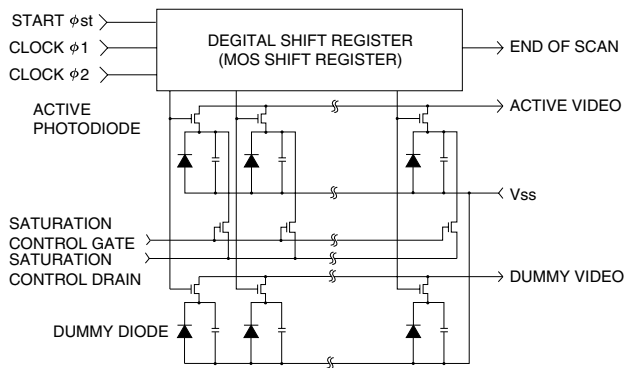 START φst
CLOCK φ1
CLOCK φ2
DEGITAL SHIFT REGISTER
(MOS SHIFT REGISTER)
END OF SCAN
ACTIVE
PHOTODIODE
ACTIVE VIDEO
Vss
SATURATION
CONTROL GATE
SATURATION
CONTROL DRAIN
DUMMY VIDEO
DUMMY DIODE